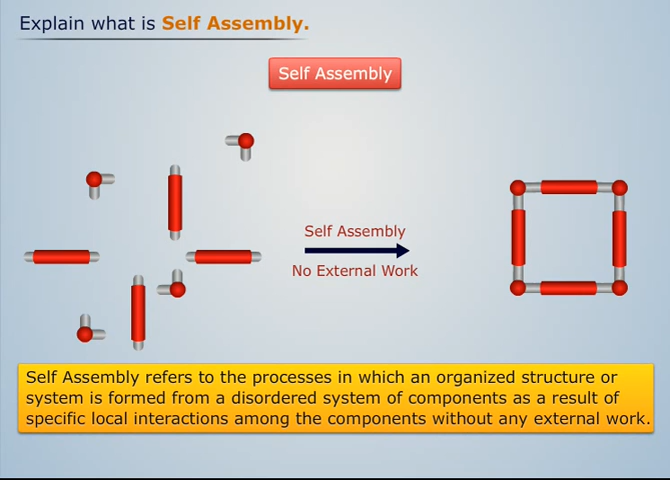 Explain what is Self Assembly.
Self Assembly
Self Assembly
No External Work
Self Assembly refers to the processes in which an organized structure or
system is formed from a disordered system of components as a result of
specific local interactions among the components without any external work.